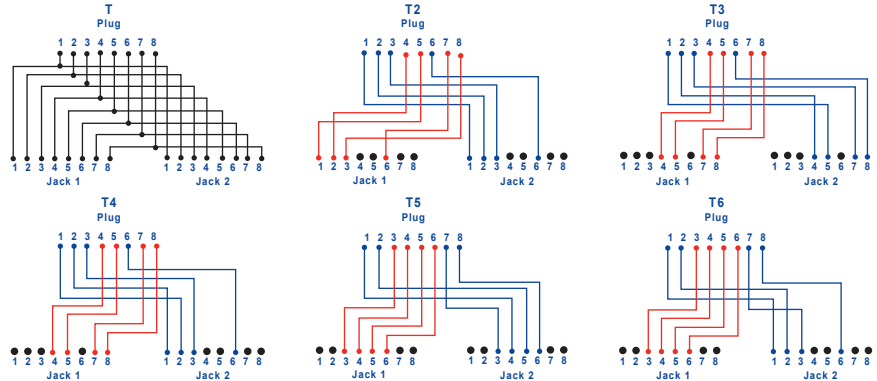 T T2 T3
Plug Plug Plug
1 2 3 4 5 6 7 8 1 2 3 4 5 6 7 8 1 2 3 4 5 6 7 8
1 2 3 4 5 6 7 8 1 2 3 4 5 6 7 8 1 2 3 4 5 6 7 8 1 2 3 4 5 6 7 8 1 2 3 4 5 6 7 8 1 2 3 4 5 6 7 8
Jack 1 Jack 2 Jack 1 Jack 2 Jack 1 Jack 2
T4 T5 T6
Plug Plug Plug
1 2 3 4 5 6 7 8 1 2 3 4 5 6 7 8 1 2 3 4 5 6 7 8
1 2 3 4 5 6 7 8 1 2 3 4 5 6 7 8 1 2 3 4 5 6 7 8 1 2 3 4 5 6 7 8 1 2 3 4 5 6 7 8 1 2 3 4 5 6 7 8
Jack 1 Jack 2 Jack 1 Jack 2 Jack 1 Jack 2